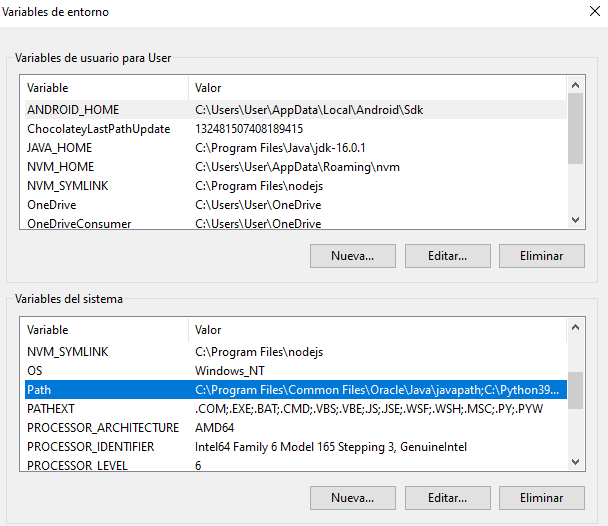 Variables de entorno
Variables de usuario para User
Variable Valor
ANDROID_HOME C:\Users\User\AppData\Local\Android\Sdk
ChocolateyLastPathUpdate 132481507408189415
JAVA_HOME C:\Program Files\Java\jdk-16.0.1
NVM_HOME C:\Users\User\AppData\Roaming\nvm
NVM_SYMLINK C:\Program Files\nodejs
OneDrive C:\Users\User\OneDrive
OneDriveConsumer C:\Users\User\OneDrive
Nueva... Editar... Eliminar
Variables del sistema
Variable Valor
NVM_SYMLINK C:\Program Files\nodejs
OS Windows_NT
Path C:\Program Files\Common Files\Oracle\Java\javapath;C:\Python39...
PATHEXT .COM;.EXE;.BAT;.CMD;.VBS;.VBE;.JS;.JSE;.WSF;.WSH;.MSC;.PY;.PYW
PROCESSOR_ARCHITECTURE AMD64
PROCESSOR_IDENTIFIER Intel64 Family 6 Model 165 Stepping 3, GenuineIntel
PROCESSOR_LEVEL 6
Nueva... Editar... Eliminar